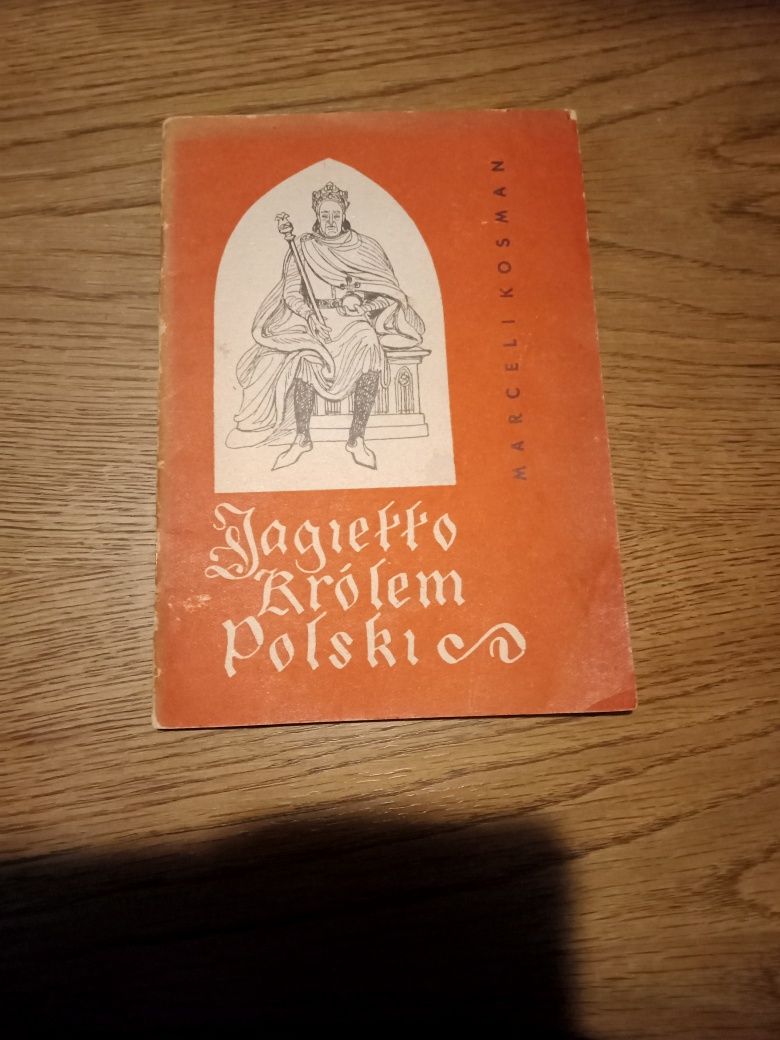 MARCELI KOSMAN
Jagiełło
Królem
Polski